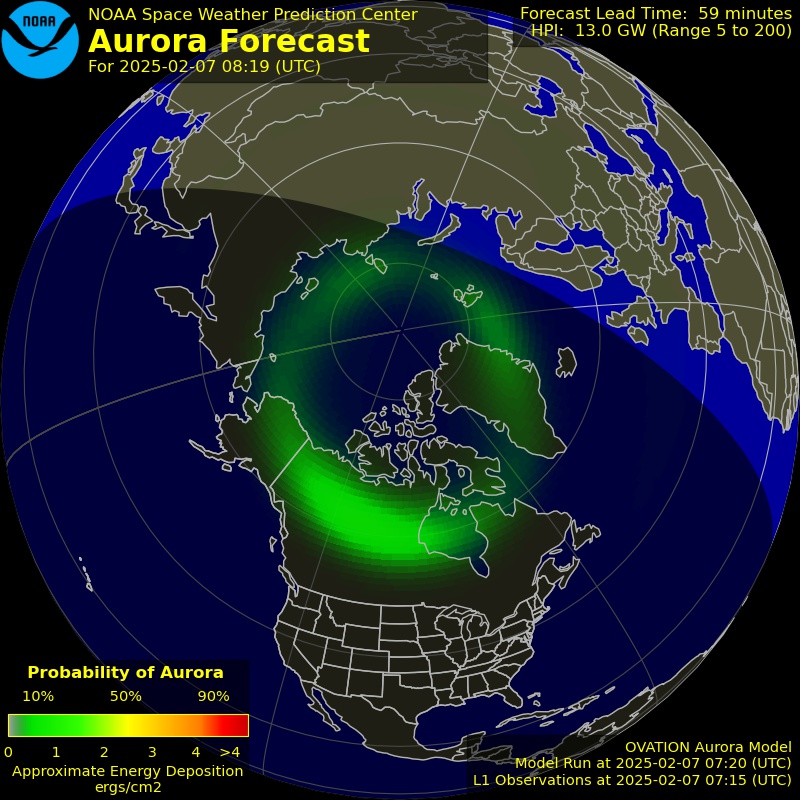 NOAA
NOAA Space Weather Prediction Center
Aurora Forecast
For 2025-02-07 08:19 (UTC)
Forecast Lead Time: 59 minutes
HPI: 13.0 GW (Range 5 to 200)
Probability of Aurora
10% 50% 90%
0 1 2 3 4 >4
Approximate Energy Deposition
ergs/cm2
OVATION Aurora Model
Model Run at 2025-02-07 07:20 (UTC)
L1 Observations at 2025-02-07 07:15 (UTC)